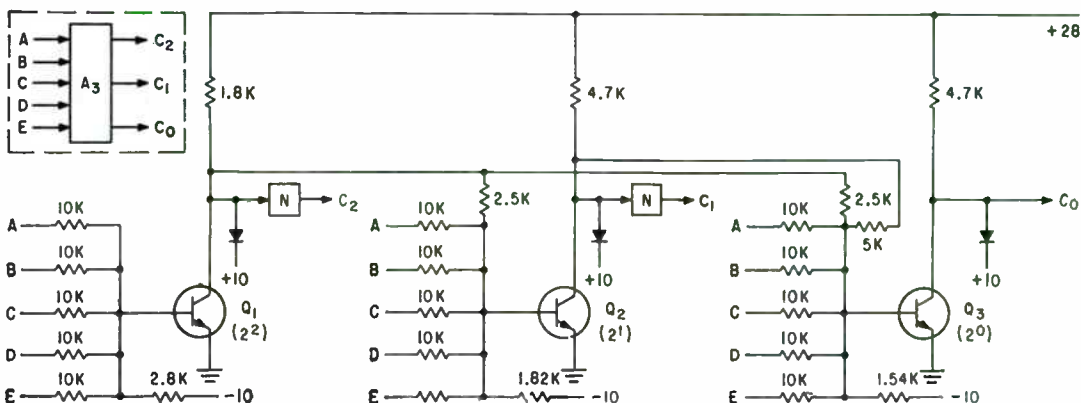 +28
A → C₂
B
C A₃ → C₁
D
E → C₀
1.8K 4.7K 4.7K
N C₂ 2.5K N C₁ 2.5K C₀
A 10K A 10K A 10K 5K
+10 +10 +10
B 10K B 10K B 10K
C 10K Q₁ (2²) C 10K Q₂ (2¹) C 10K Q₃ (2⁰)
D 10K D 10K D 10K
E 10K 2.8K -10 E 10K 1.82K -10 E 10K 1.54K -10